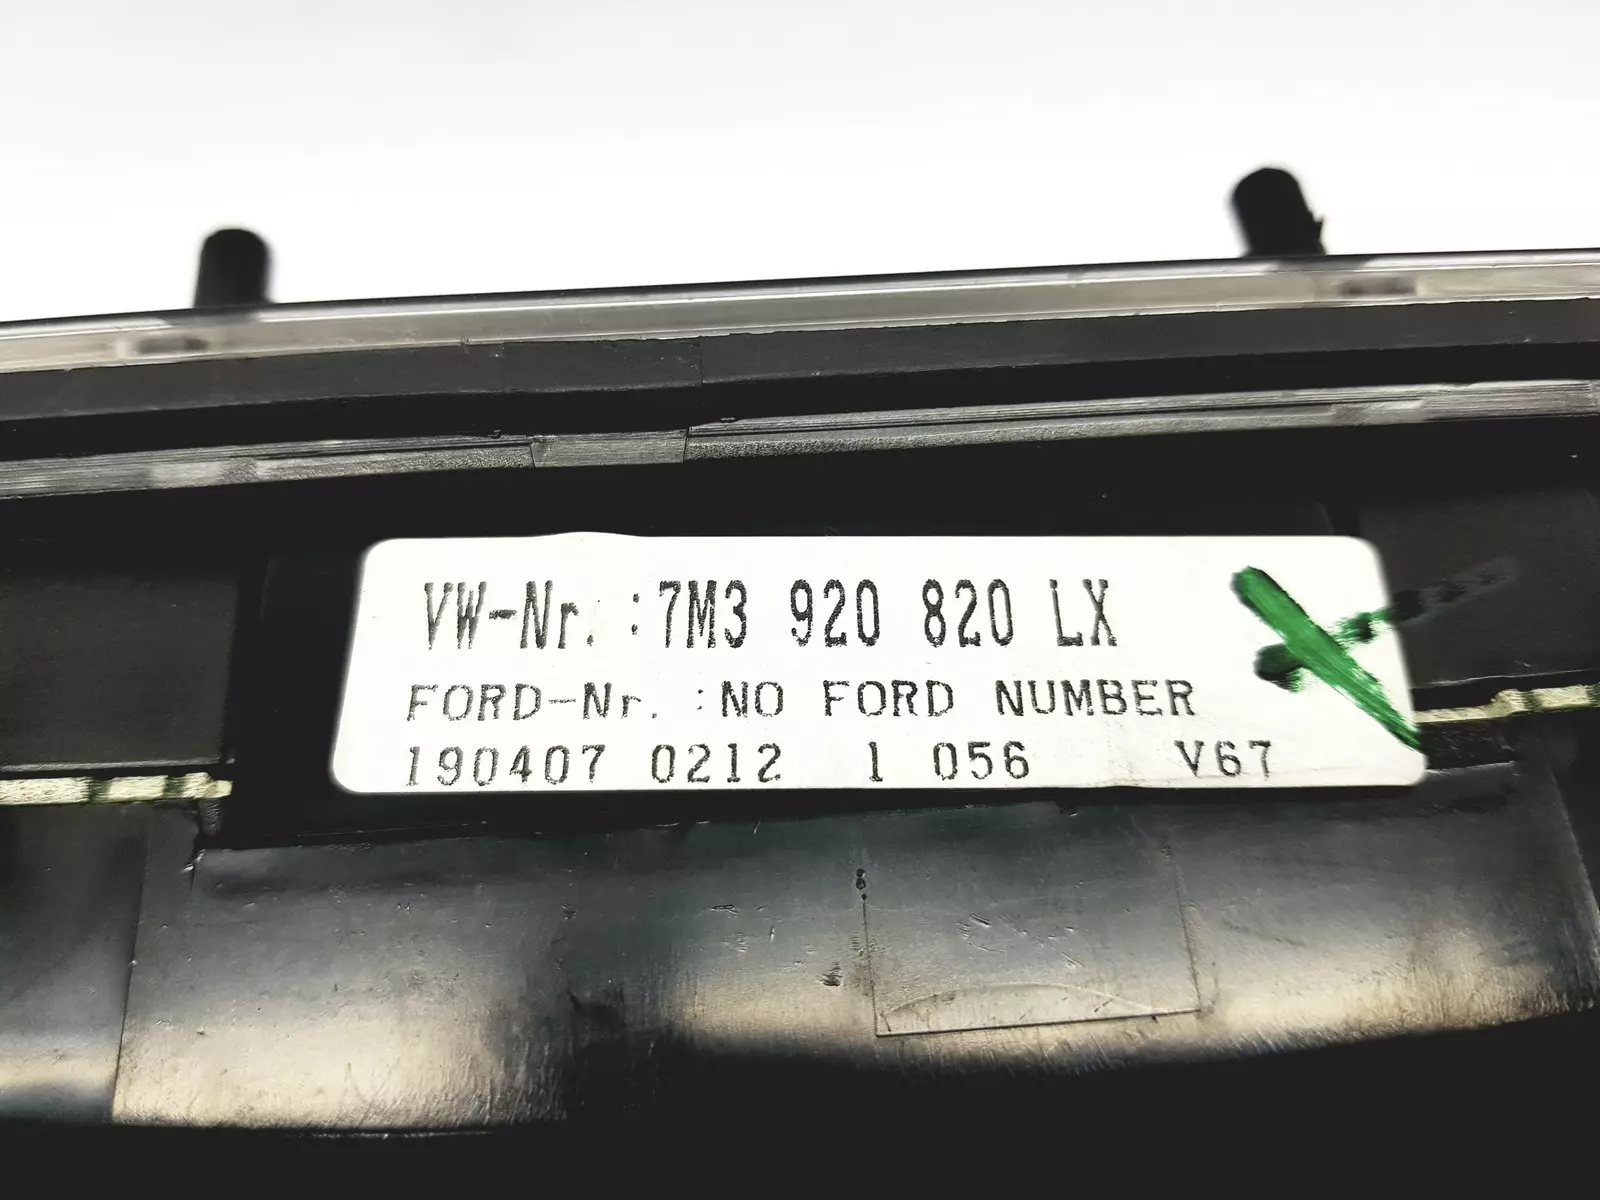 VW-Nr. :7M3 920 820 LX
FORD-Nr. :NO FORD NUMBER
190407 0212 1 056 V67